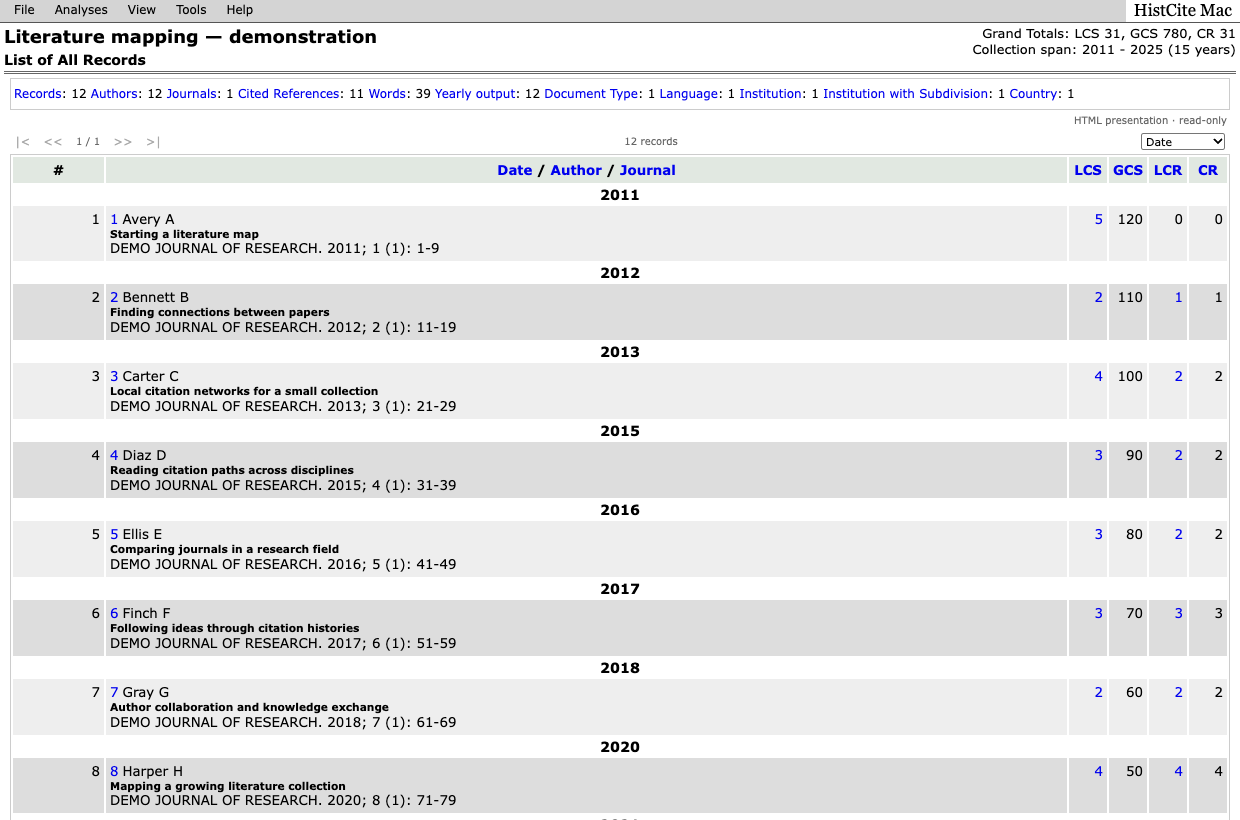 File Analyses View Tools Help HistCite Mac
Literature mapping — demonstration
List of All Records
Grand Totals: LCS 31, GCS 780, CR 31
Collection span: 2011 - 2025 (15 years)
Records: 12 Authors: 12 Journals: 1 Cited References: 11 Words: 39 Yearly output: 12 Document Type: 1 Language: 1 Institution: 1 Institution with Subdivision: 1 Country: 1
HTML presentation · read-only
|< << 1 / 1 >> >| 12 records Date
# Date / Author / Journal LCS GCS LCR CR
2011
1 1 Avery A 5 120 0 0
Starting a literature map
DEMO JOURNAL OF RESEARCH. 2011; 1 (1): 1-9
2012
2 2 Bennett B 2 110 1 1
Finding connections between papers
DEMO JOURNAL OF RESEARCH. 2012; 2 (1): 11-19
2013
3 3 Carter C 4 100 2 2
Local citation networks for a small collection
DEMO JOURNAL OF RESEARCH. 2013; 3 (1): 21-29
2015
4 4 Diaz D 3 90 2 2
Reading citation paths across disciplines
DEMO JOURNAL OF RESEARCH. 2015; 4 (1): 31-39
2016
5 5 Ellis E 3 80 2 2
Comparing journals in a research field
DEMO JOURNAL OF RESEARCH. 2016; 5 (1): 41-49
2017
6 6 Finch F 3 70 3 3
Following ideas through citation histories
DEMO JOURNAL OF RESEARCH. 2017; 6 (1): 51-59
2018
7 7 Gray G 2 60 2 2
Author collaboration and knowledge exchange
DEMO JOURNAL OF RESEARCH. 2018; 7 (1): 61-69
2020
8 8 Harper H 4 50 4 4
Mapping a growing literature collection
DEMO JOURNAL OF RESEARCH. 2020; 8 (1): 71-79